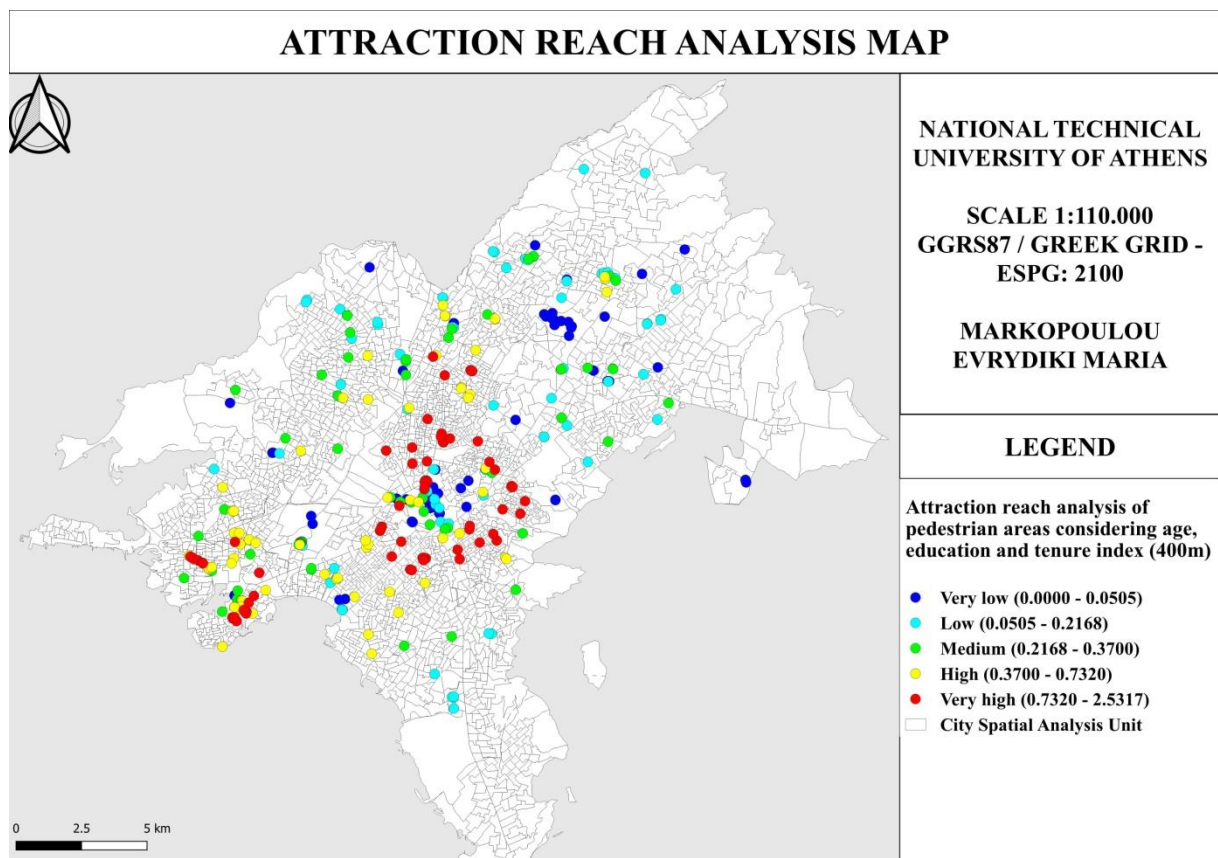 ATTRACTION REACH ANALYSIS MAP
NATIONAL TECHNICAL
UNIVERSITY OF ATHENS
SCALE 1:110.000
GGRS87 / GREEK GRID -
ESPG: 2100
MARKOPOULOU
EVRYDIKI MARIA
LEGEND
Attraction reach analysis of
pedestrian areas considering age,
education and tenure index (400m)
Very low (0.0000 - 0.0505)
Low (0.0505 - 0.2168)
Medium (0.2168 - 0.3700)
High (0.3700 - 0.7320)
Very high (0.7320 - 2.5317)
City Spatial Analysis Unit
0 2.5 5 km